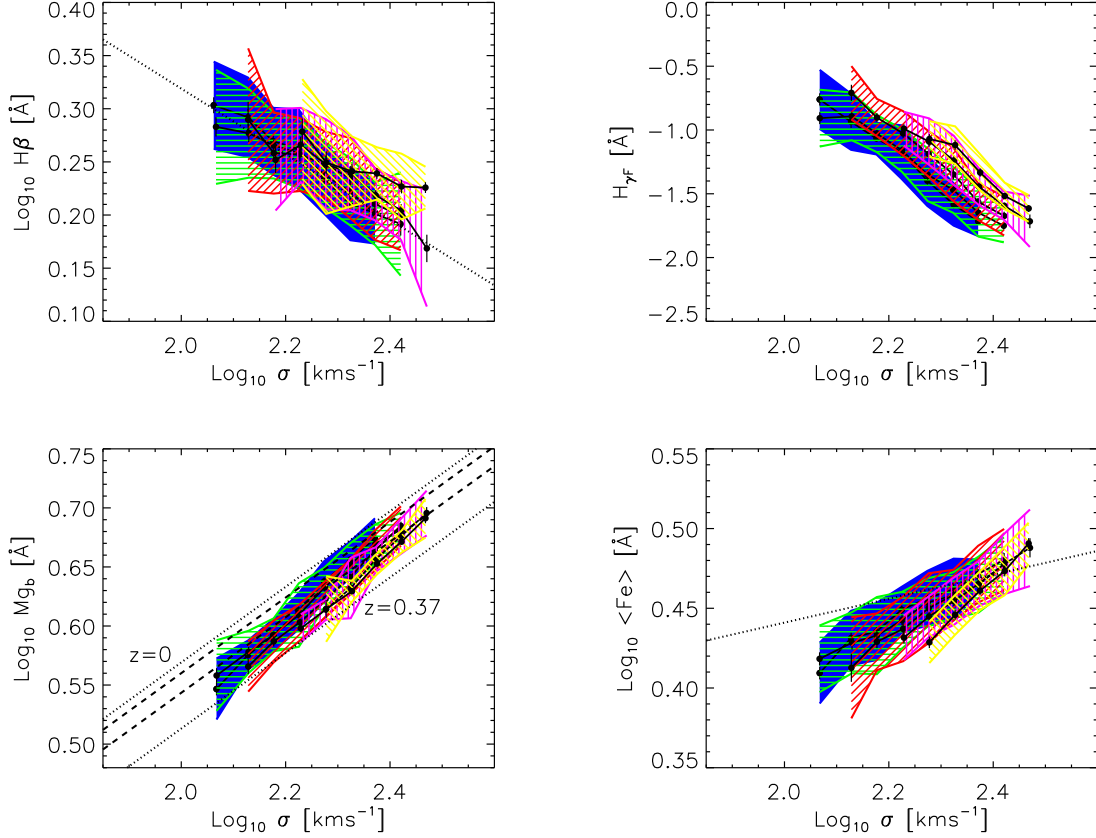 0.40
0.35
0.30
0.25
0.20
0.15
0.10
Log₁₀ Hβ [Å]
2.0 2.2 2.4
Log₁₀ σ [kms⁻¹]
−0.0
−0.5
−1.0
−1.5
−2.0
−2.5
H_γF [Å]
2.0 2.2 2.4
Log₁₀ σ [kms⁻¹]
0.75
0.70
0.65
0.60
0.55
0.50
Log₁₀ Mg_b [Å]
z=0
z=0.37
2.0 2.2 2.4
Log₁₀ σ [kms⁻¹]
0.55
0.50
0.45
0.40
0.35
Log₁₀ <Fe> [Å]
2.0 2.2 2.4
Log₁₀ σ [kms⁻¹]